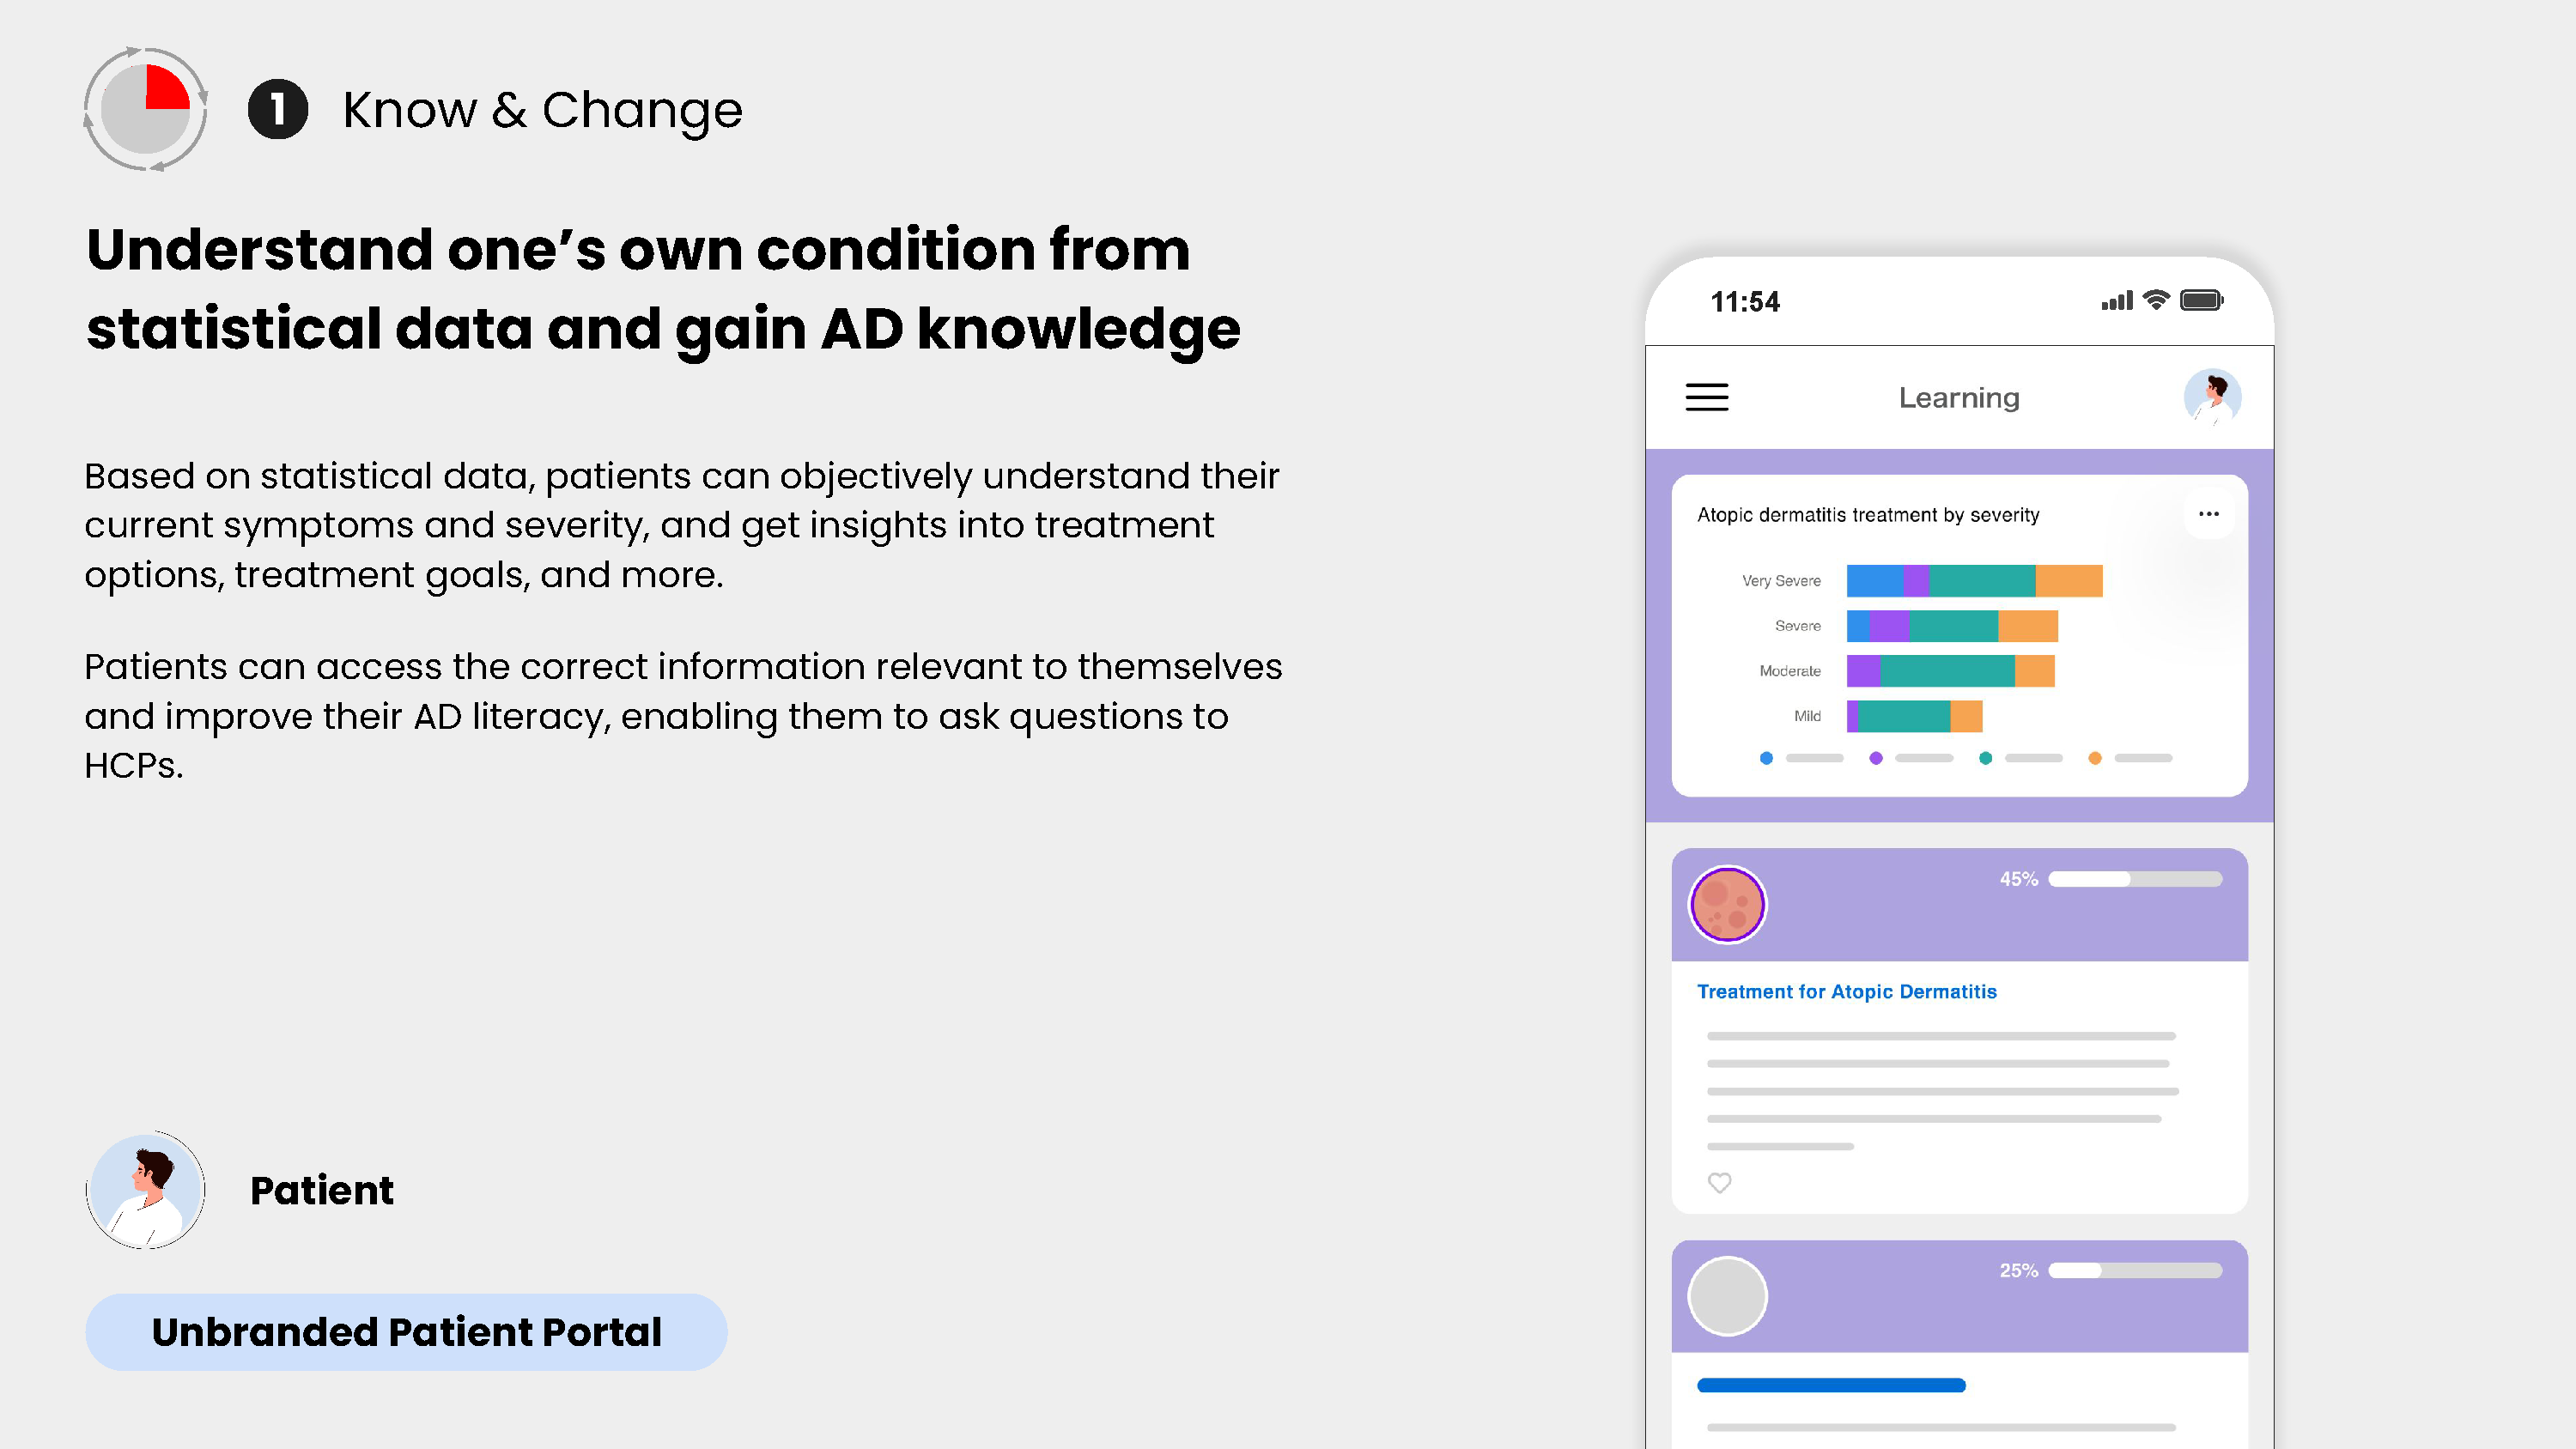 1 Know & Change
Understand one’s own condition from
statistical data and gain AD knowledge
Based on statistical data, patients can objectively understand their
current symptoms and severity, and get insights into treatment
options, treatment goals, and more.
Patients can access the correct information relevant to themselves
and improve their AD literacy, enabling them to ask questions to
HCPs.
Patient
Unbranded Patient Portal
11:54
Learning
Atopic dermatitis treatment by severity
Very Severe
Severe
Moderate
Mild
45%
Treatment for Atopic Dermatitis
25%